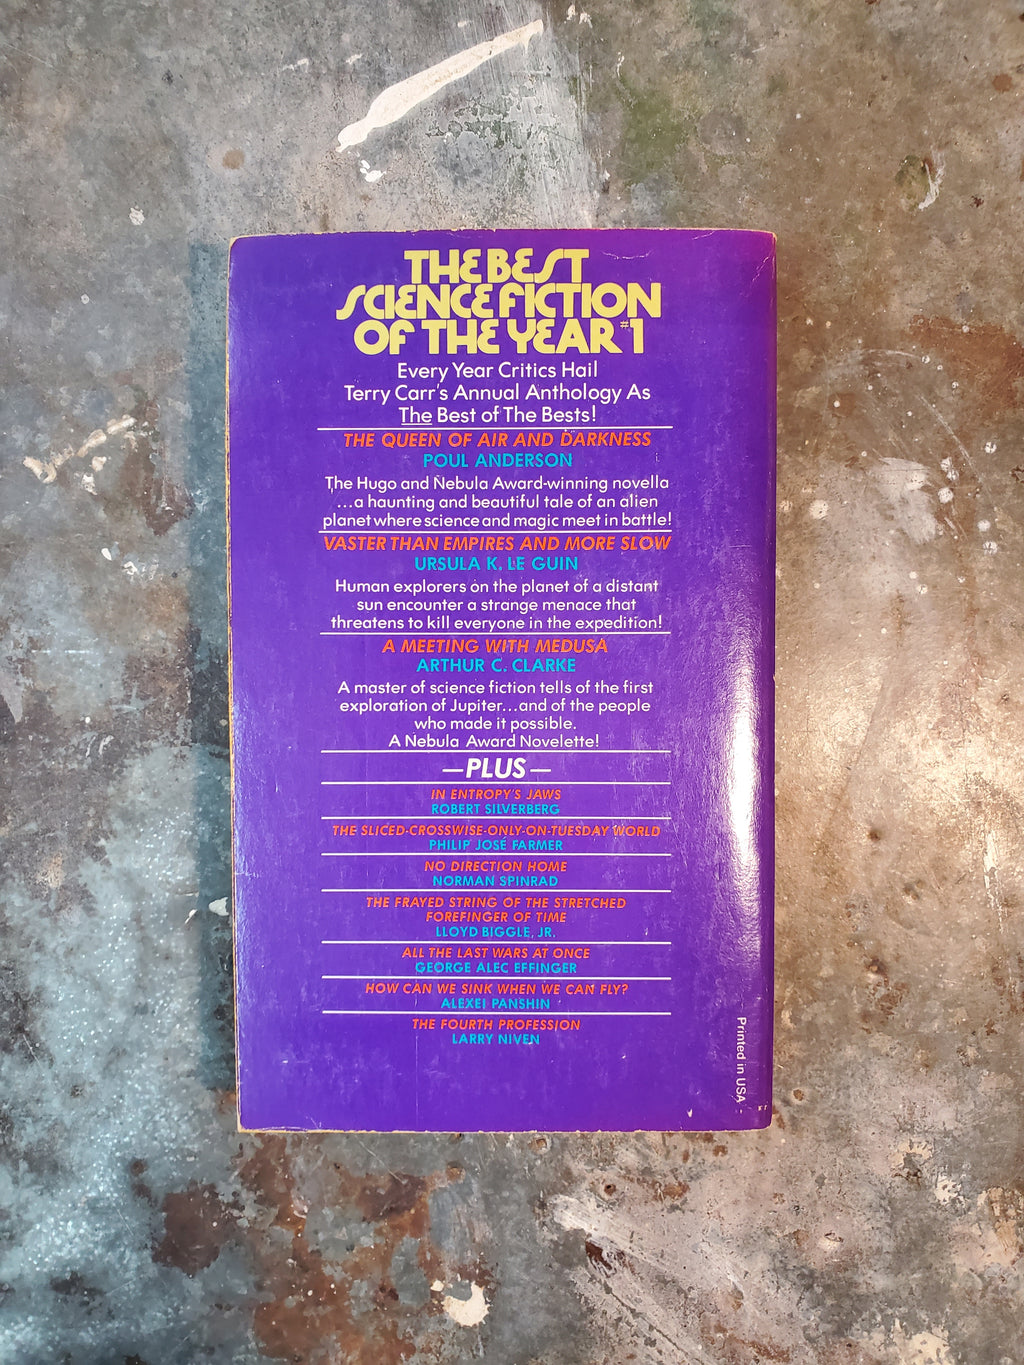 THE BEST
SCIENCE FICTION
OF THE YEAR #1
Every Year Critics Hail
Terry Carr's Annual Anthology As
The Best of The Bests!
THE QUEEN OF AIR AND DARKNESS
POUL ANDERSON
The Hugo and Nebula Award-winning novella
...a haunting and beautiful tale of an alien
planet where science and magic meet in battle!
VASTER THAN EMPIRES AND MORE SLOW
URSULA K. LE GUIN
Human explorers on the planet of a distant
sun encounter a strange menace that
threatens to kill everyone in the expedition!
A MEETING WITH MEDUSA
ARTHUR C. CLARKE
A master of science fiction tells of the first
exploration of Jupiter...and of the people
who made it possible.
A Nebula Award Novelette!
—PLUS—
IN ENTROPY'S JAWS
ROBERT SILVERBERG
THE SLICED-CROSSWISE-ONLY-ON-TUESDAY WORLD
PHILIP JOSÉ FARMER
NO DIRECTION HOME
NORMAN SPINRAD
THE FRAYED STRING OF THE STRETCHED
FOREFINGER OF TIME
LLOYD BIGGLE, JR.
ALL THE LAST WARS AT ONCE
GEORGE ALEC EFFINGER
HOW CAN WE SINK WHEN WE CAN FLY?
ALEXEI PANSHIN
THE FOURTH PROFESSION
LARRY NIVEN
Printed in USA